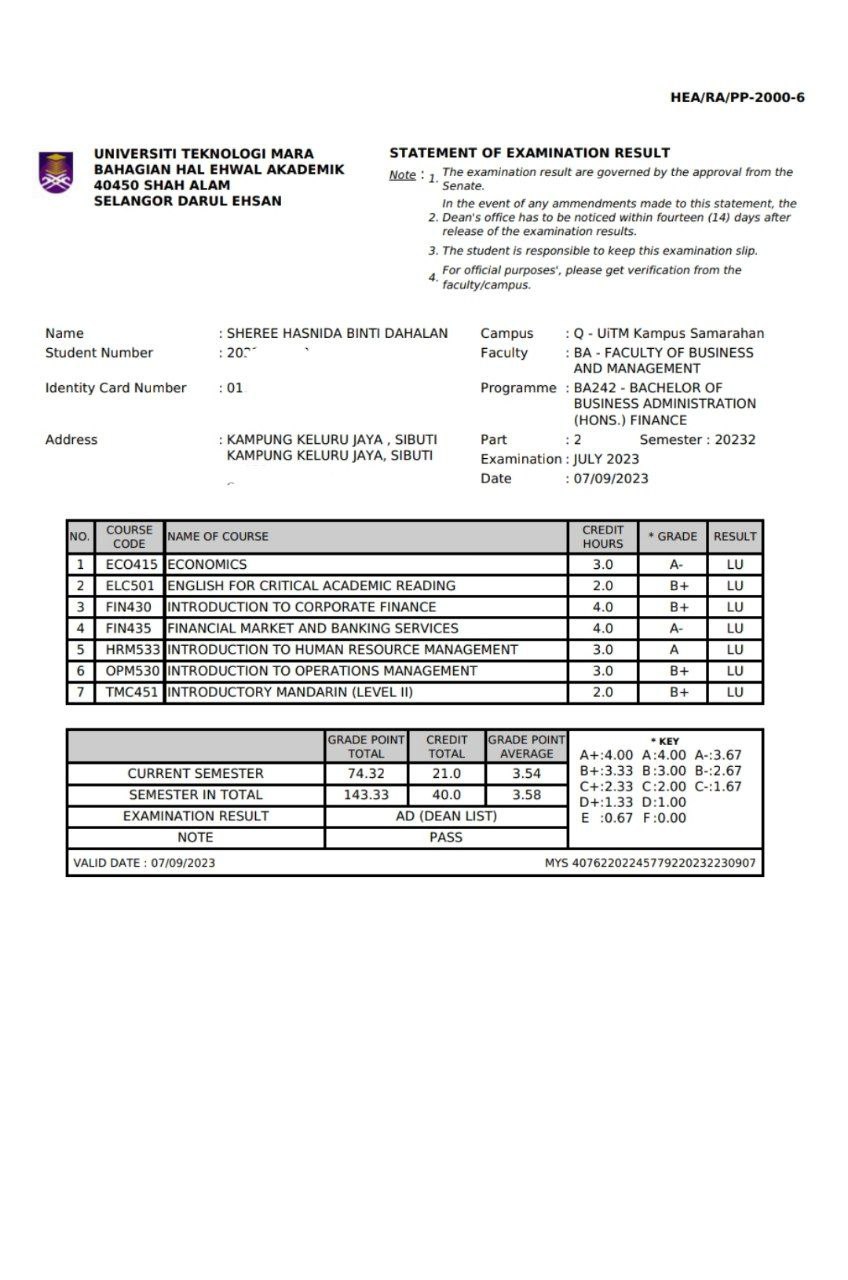 HEA/RA/PP-2000-6
UNIVERSITI TEKNOLOGI MARA
BAHAGIAN HAL EHWAL AKADEMIK
40450 SHAH ALAM
SELANGOR DARUL EHSAN
STATEMENT OF EXAMINATION RESULT
Note : 1. The examination result are governed by the approval from the
Senate.
In the event of any ammendments made to this statement, the
2. Dean's office has to be noticed within fourteen (14) days after
release of the examination results.
3. The student is responsible to keep this examination slip.
4. For official purposes', please get verification from the
faculty/campus.
Name : SHEREE HASNIDA BINTI DAHALAN
Student Number : 20
Identity Card Number : 01
Address : KAMPUNG KELURU JAYA , SIBUTI
KAMPUNG KELURU JAYA, SIBUTI
Campus : Q - UiTM Kampus Samarahan
Faculty : BA - FACULTY OF BUSINESS
AND MANAGEMENT
Programme : BA242 - BACHELOR OF
BUSINESS ADMINISTRATION
(HONS.) FINANCE
Part : 2 Semester : 20232
Examination : JULY 2023
Date : 07/09/2023
NO. COURSE CODE NAME OF COURSE CREDIT HOURS * GRADE RESULT
1 ECO415 ECONOMICS 3.0 A- LU
2 ELC501 ENGLISH FOR CRITICAL ACADEMIC READING 2.0 B+ LU
3 FIN430 INTRODUCTION TO CORPORATE FINANCE 4.0 B+ LU
4 FIN435 FINANCIAL MARKET AND BANKING SERVICES 4.0 A- LU
5 HRM533 INTRODUCTION TO HUMAN RESOURCE MANAGEMENT 3.0 A LU
6 OPM530 INTRODUCTION TO OPERATIONS MANAGEMENT 3.0 B+ LU
7 TMC451 INTRODUCTORY MANDARIN (LEVEL II) 2.0 B+ LU
GRADE POINT TOTAL CREDIT TOTAL GRADE POINT AVERAGE
CURRENT SEMESTER 74.32 21.0 3.54
SEMESTER IN TOTAL 143.33 40.0 3.58
EXAMINATION RESULT AD (DEAN LIST)
NOTE PASS
* KEY
A+:4.00 A:4.00 A-:3.67
B+:3.33 B:3.00 B-:2.67
C+:2.33 C:2.00 C-:1.67
D+:1.33 D:1.00
E :0.67 F:0.00
VALID DATE : 07/09/2023 MYS 40762202245779220232230907